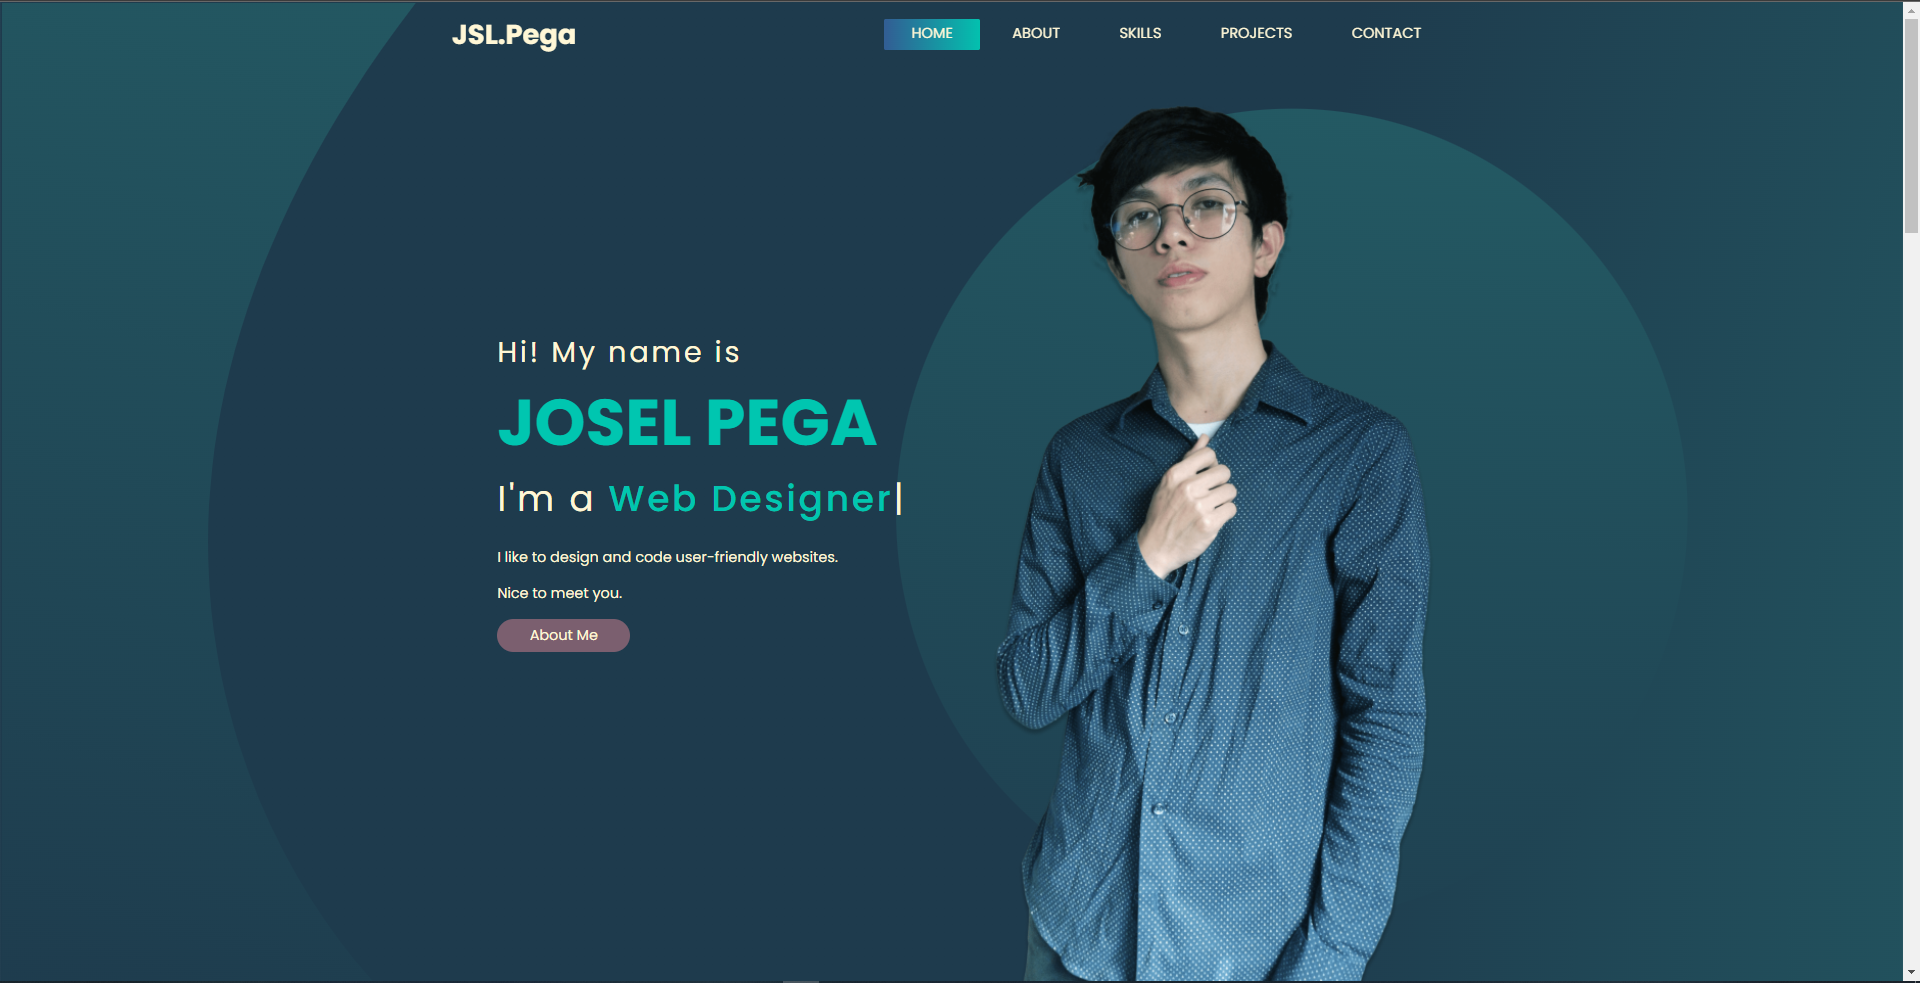 JSL.Pega
HOME ABOUT SKILLS PROJECTS CONTACT
Hi! My name is
JOSEL PEGA
I'm a Web Designer|
I like to design and code user-friendly websites.
Nice to meet you.
About Me